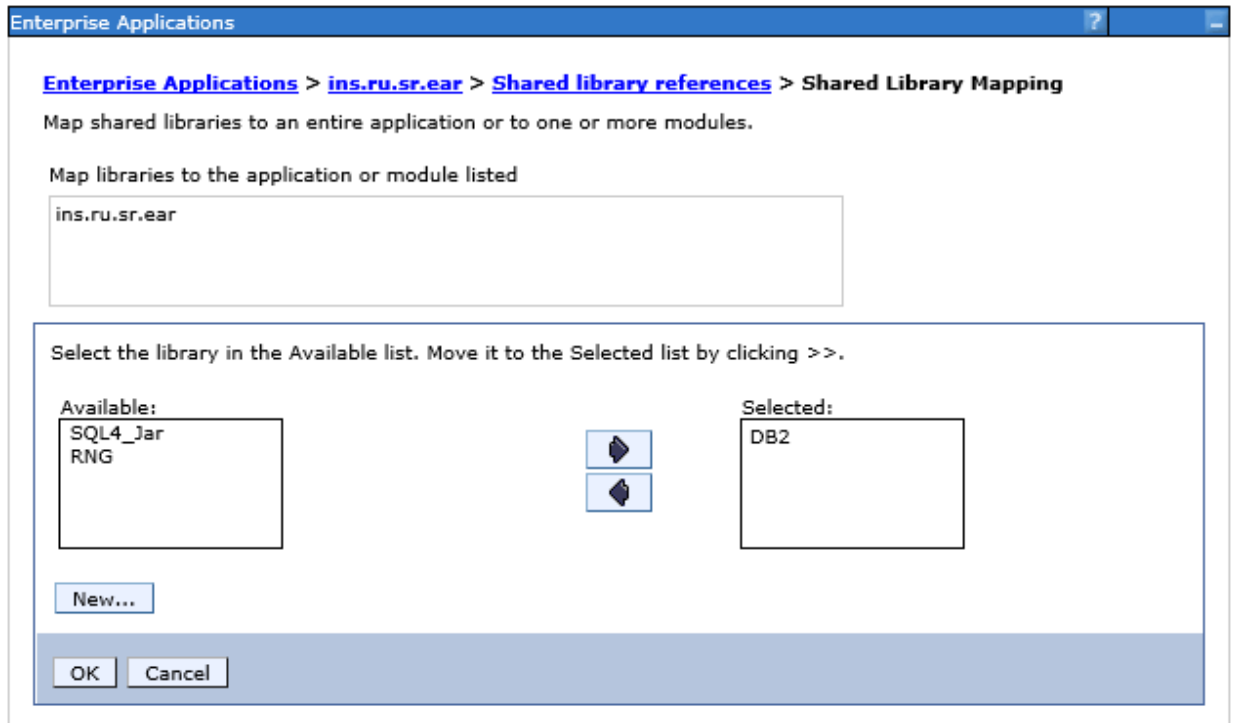 Enterprise Applications ? –
Enterprise Applications > ins.ru.sr.ear > Shared library references > Shared Library Mapping
Map shared libraries to an entire application or to one or more modules.
Map libraries to the application or module listed
ins.ru.sr.ear
Select the library in the Available list. Move it to the Selected list by clicking >>.
Available:
SQL4_Jar
RNG
Selected:
DB2
New...
OK Cancel